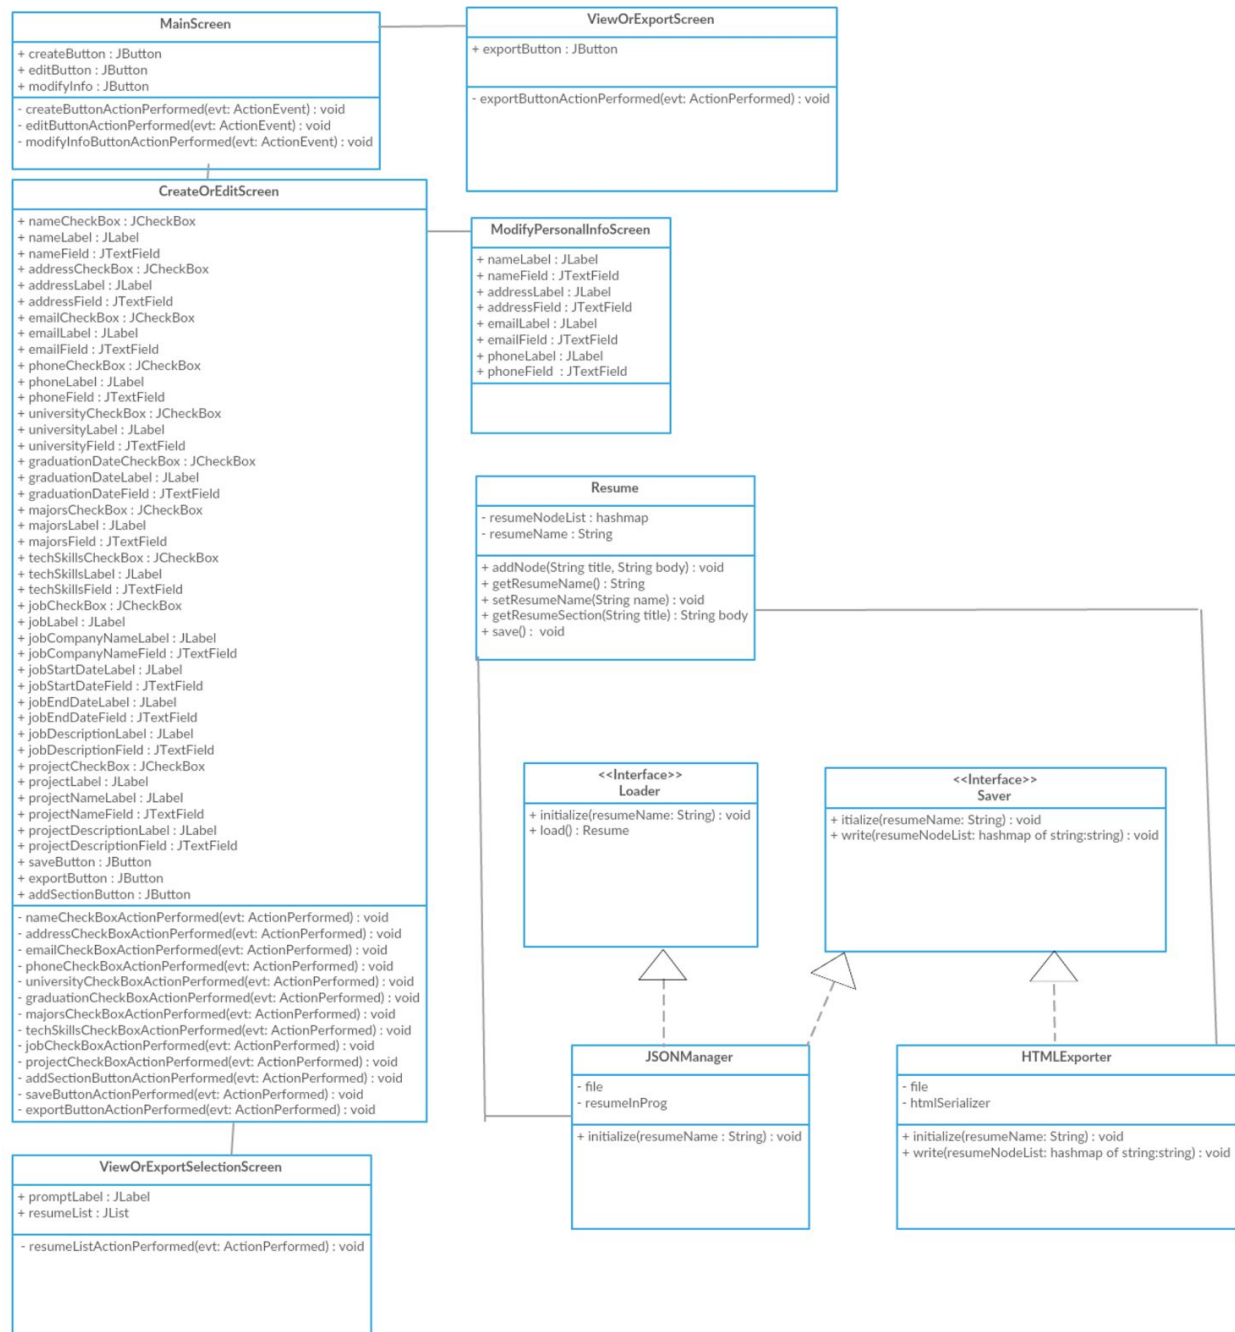 MainScreen
+ createButton : JButton
+ editButton : JButton
+ modifyInfo : JButton
- createButtonActionPerformed(evt: ActionEvent) : void
- editButtonActionPerformed(evt: ActionEvent) : void
- modifyInfoButtonActionPerformed(evt: ActionEvent) : void
ViewOrExportScreen
+ exportButton : JButton
- exportButtonActionPerformed(evt: ActionPerformed) : void
CreateOrEditScreen
+ nameCheckBox : JCheckBox
+ nameLabel : JLabel
+ nameField : JTextField
+ addressCheckBox : JCheckBox
+ addressLabel : JLabel
+ addressField : JTextField
+ emailCheckBox : JCheckBox
+ emailLabel : JLabel
+ emailField : JTextField
+ phoneCheckBox : JCheckBox
+ phoneLabel : JLabel
+ phoneField : JTextField
+ universityCheckBox : JCheckBox
+ universityLabel : JLabel
+ universityField : JTextField
+ graduationDateCheckBox : JCheckBox
+ graduationDateLabel : JLabel
+ graduationDateField : JTextField
+ majorsCheckBox : JCheckBox
+ majorsLabel : JLabel
+ majorsField : JTextField
+ techSkillsCheckBox : JCheckBox
+ techSkillsLabel : JLabel
+ techSkillsField : JTextField
+ jobCheckBox : JCheckBox
+ jobLabel : JLabel
+ jobCompanyNameLabel : JLabel
+ jobCompanyNameField : JTextField
+ jobStartDateLabel : JLabel
+ jobStartDateField : JTextField
+ jobEndDateLabel : JLabel
+ jobEndDateField : JTextField
+ jobDescriptionLabel : JLabel
+ jobDescriptionField : JTextField
+ projectCheckBox : JCheckBox
+ projectLabel : JLabel
+ projectNameLabel : JLabel
+ projectNameField : JTextField
+ projectDescriptionLabel : JLabel
+ projectDescriptionField : JTextField
+ saveButton : JButton
+ exportButton : JButton
+ addSectionButton : JButton
- nameCheckBoxActionPerformed(evt: ActionPerformed) : void
- addressCheckBoxActionPerformed(evt: ActionPerformed) : void
- emailCheckBoxActionPerformed(evt: ActionPerformed) : void
- phoneCheckBoxActionPerformed(evt: ActionPerformed) : void
- universityCheckBoxActionPerformed(evt: ActionPerformed) : void
- graduationCheckBoxActionPerformed(evt: ActionPerformed) : void
- majorsCheckBoxActionPerformed(evt: ActionPerformed) : void
- techSkillsCheckBoxActionPerformed(evt: ActionPerformed) : void
- jobCheckBoxActionPerformed(evt: ActionPerformed) : void
- projectCheckBoxActionPerformed(evt: ActionPerformed) : void
- addSectionButtonActionPerformed(evt: ActionPerformed) : void
- saveButtonActionPerformed(evt: ActionPerformed) : void
- exportButtonActionPerformed(evt: ActionPerformed) : void
ModifyPersonalInfoScreen
+ nameLabel : JLabel
+ nameField : JTextField
+ addressLabel : JLabel
+ addressField : JTextField
+ emailLabel : JLabel
+ emailField : JTextField
+ phoneLabel : JLabel
+ phoneField : JTextField
Resume
- resumeNodeList : hashmap
- resumeName : String
+ addNode(String title, String body) : void
+ getResumeName() : String
+ setResumeName(String name) : void
+ getResumeSection(String title) : String body
+ save() : void
<<Interface>>
Loader
+ initialize(resumeName: String) : void
+ load() : Resume
<<Interface>>
Saver
+ itialize(resumeName: String) : void
+ write(resumeNodeList: hashmap of string:string) : void
JSONManager
- file
- resumeInProg
+ initialize(resumeName : String) : void
HTMLExporter
- file
- htmlSerializer
+ initialize(resumeName: String) : void
+ write(resumeNodeList: hashmap of string:string) : void
ViewOrExportSelectionScreen
+ promptLabel : JLabel
+ resumeList : JList
- resumeListActionPerformed(evt: ActionPerformed) : void